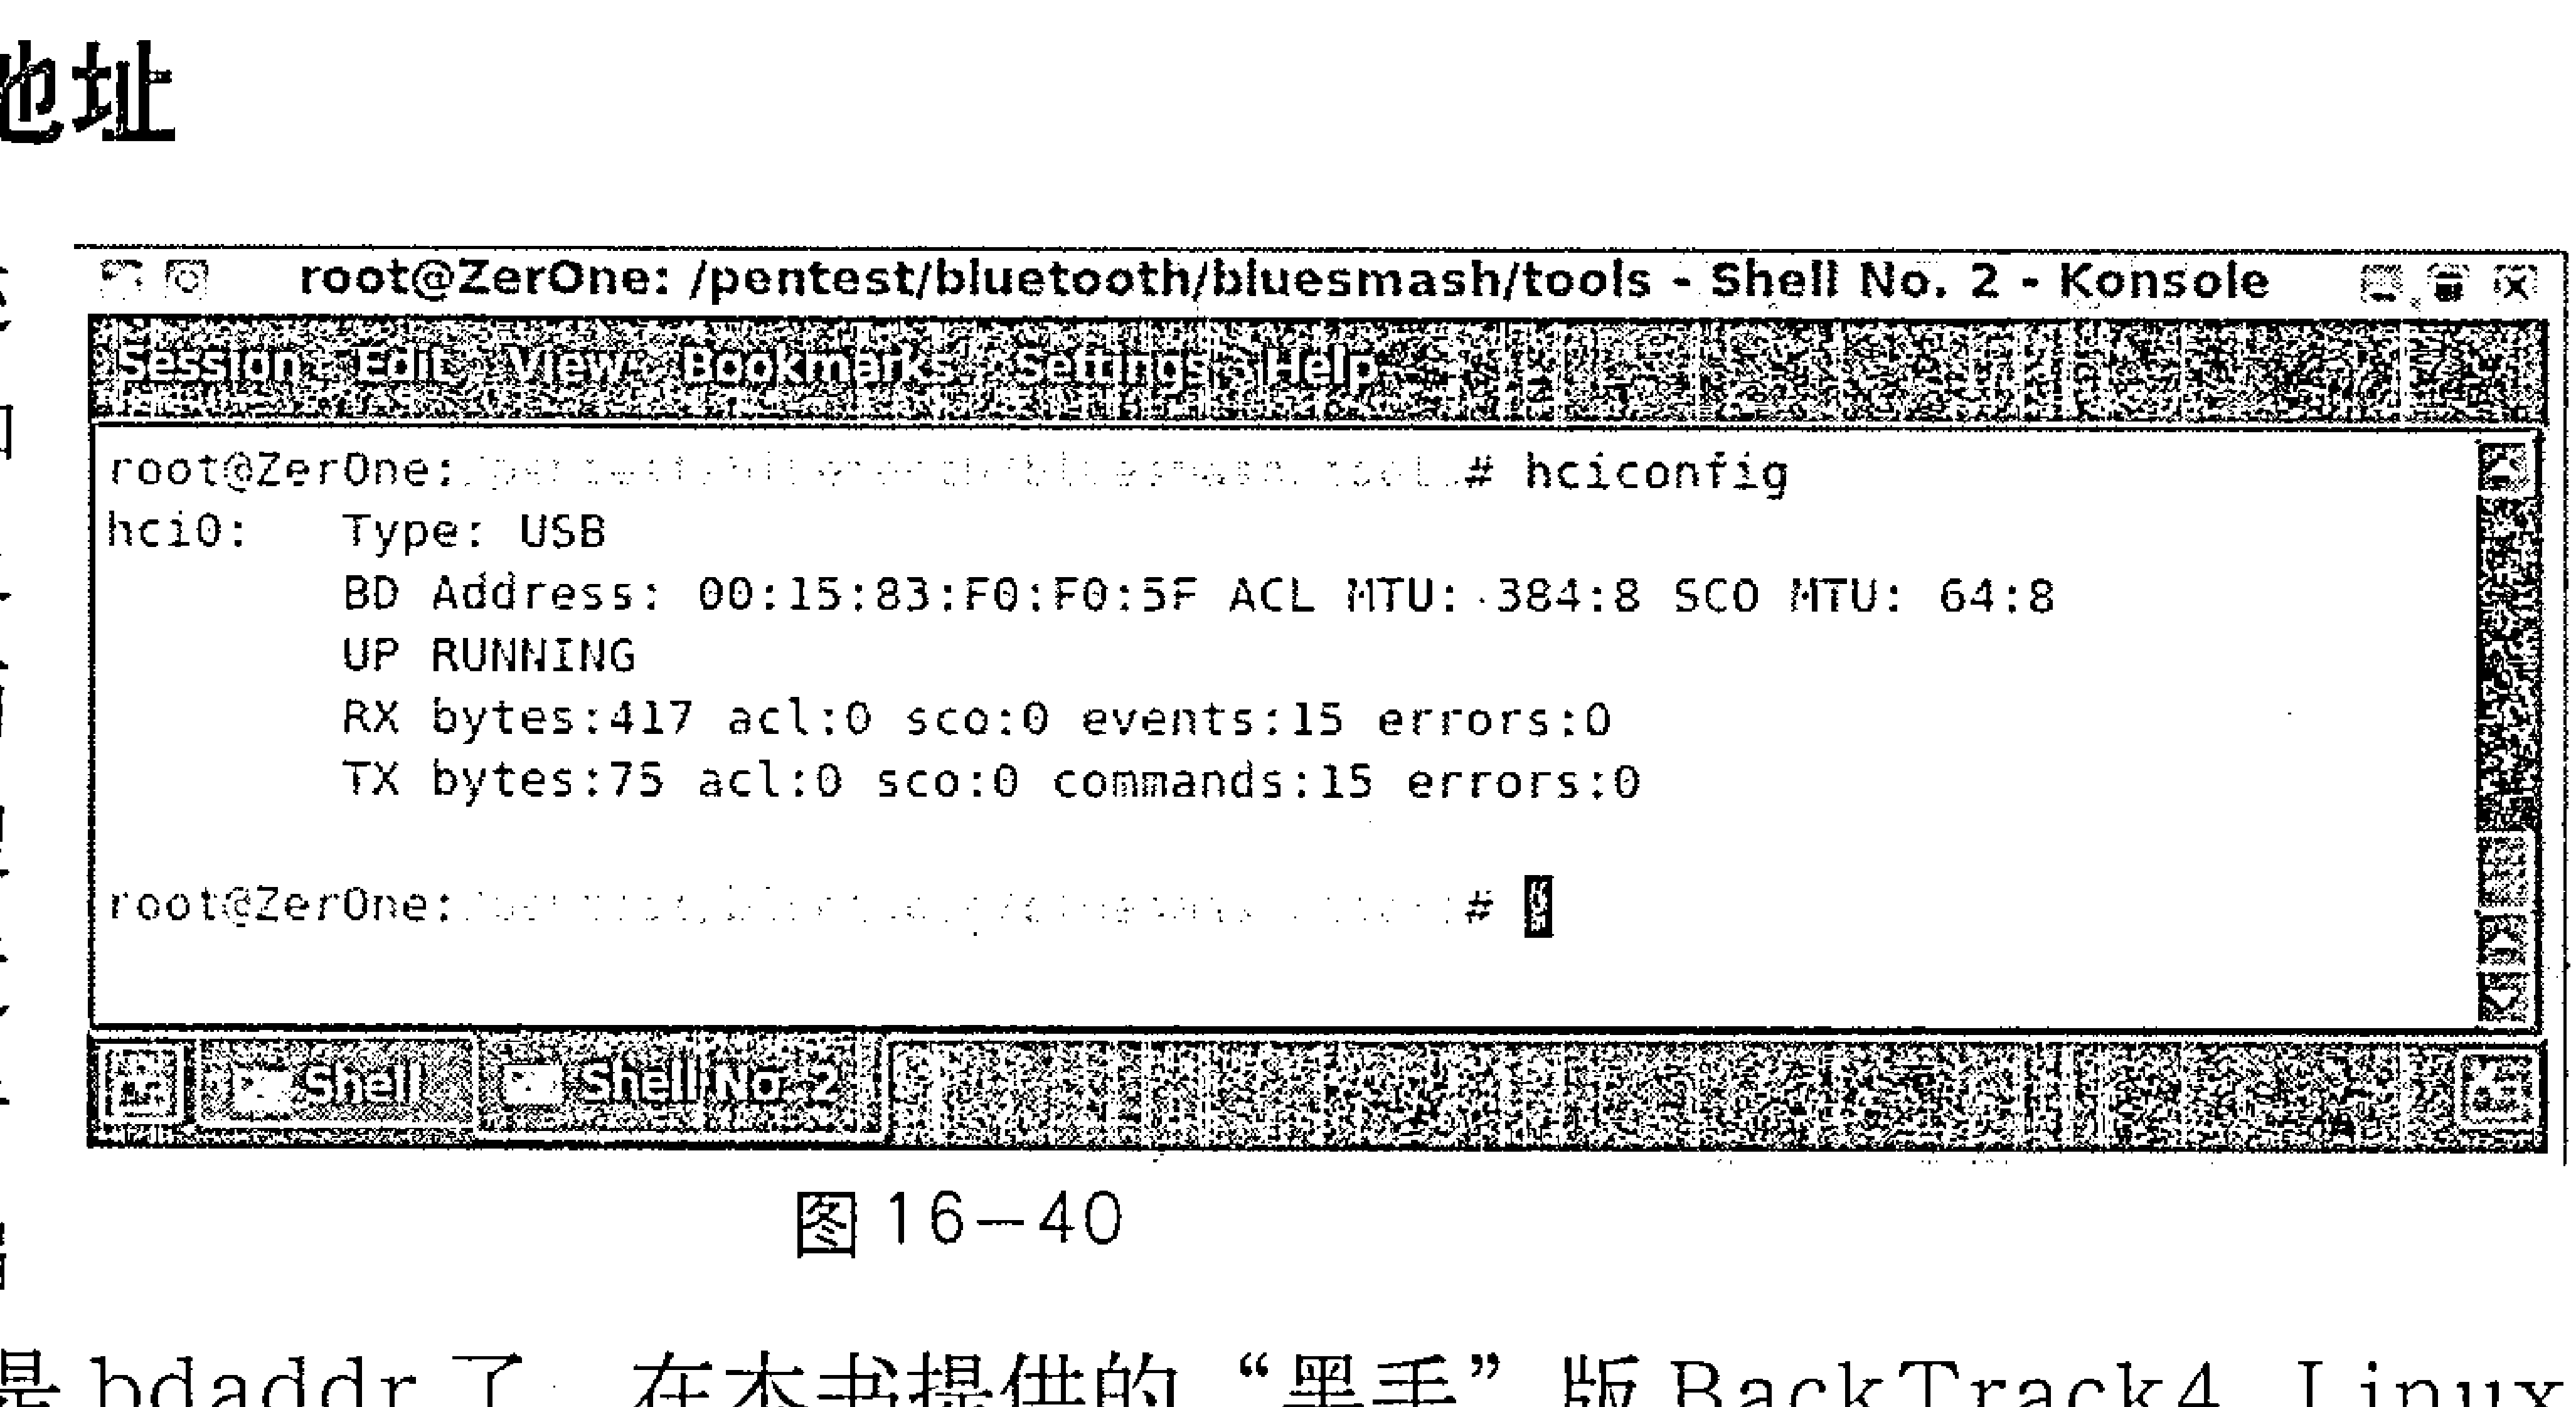 地址
root@ZerOne: /pentest/bluetooth/bluesmash/tools - Shell No. 2 - Konsole
Session Edit View Bookmarks Settings Help
root@ZerOne:/pentest/bluetooth/bluesmash/tools# hciconfig
hci0: Type: USB
BD Address: 00:15:83:F0:F0:5F ACL MTU: 384:8 SCO MTU: 64:8
UP RUNNING
RX bytes:417 acl:0 sco:0 events:15 errors:0
TX bytes:75 acl:0 sco:0 commands:15 errors:0
root@ZerOne: #
Shell Shell No. 2
图 16-40
是 bdaddr 了 在本书提供的“黑手”版 BackTrack4 Linux